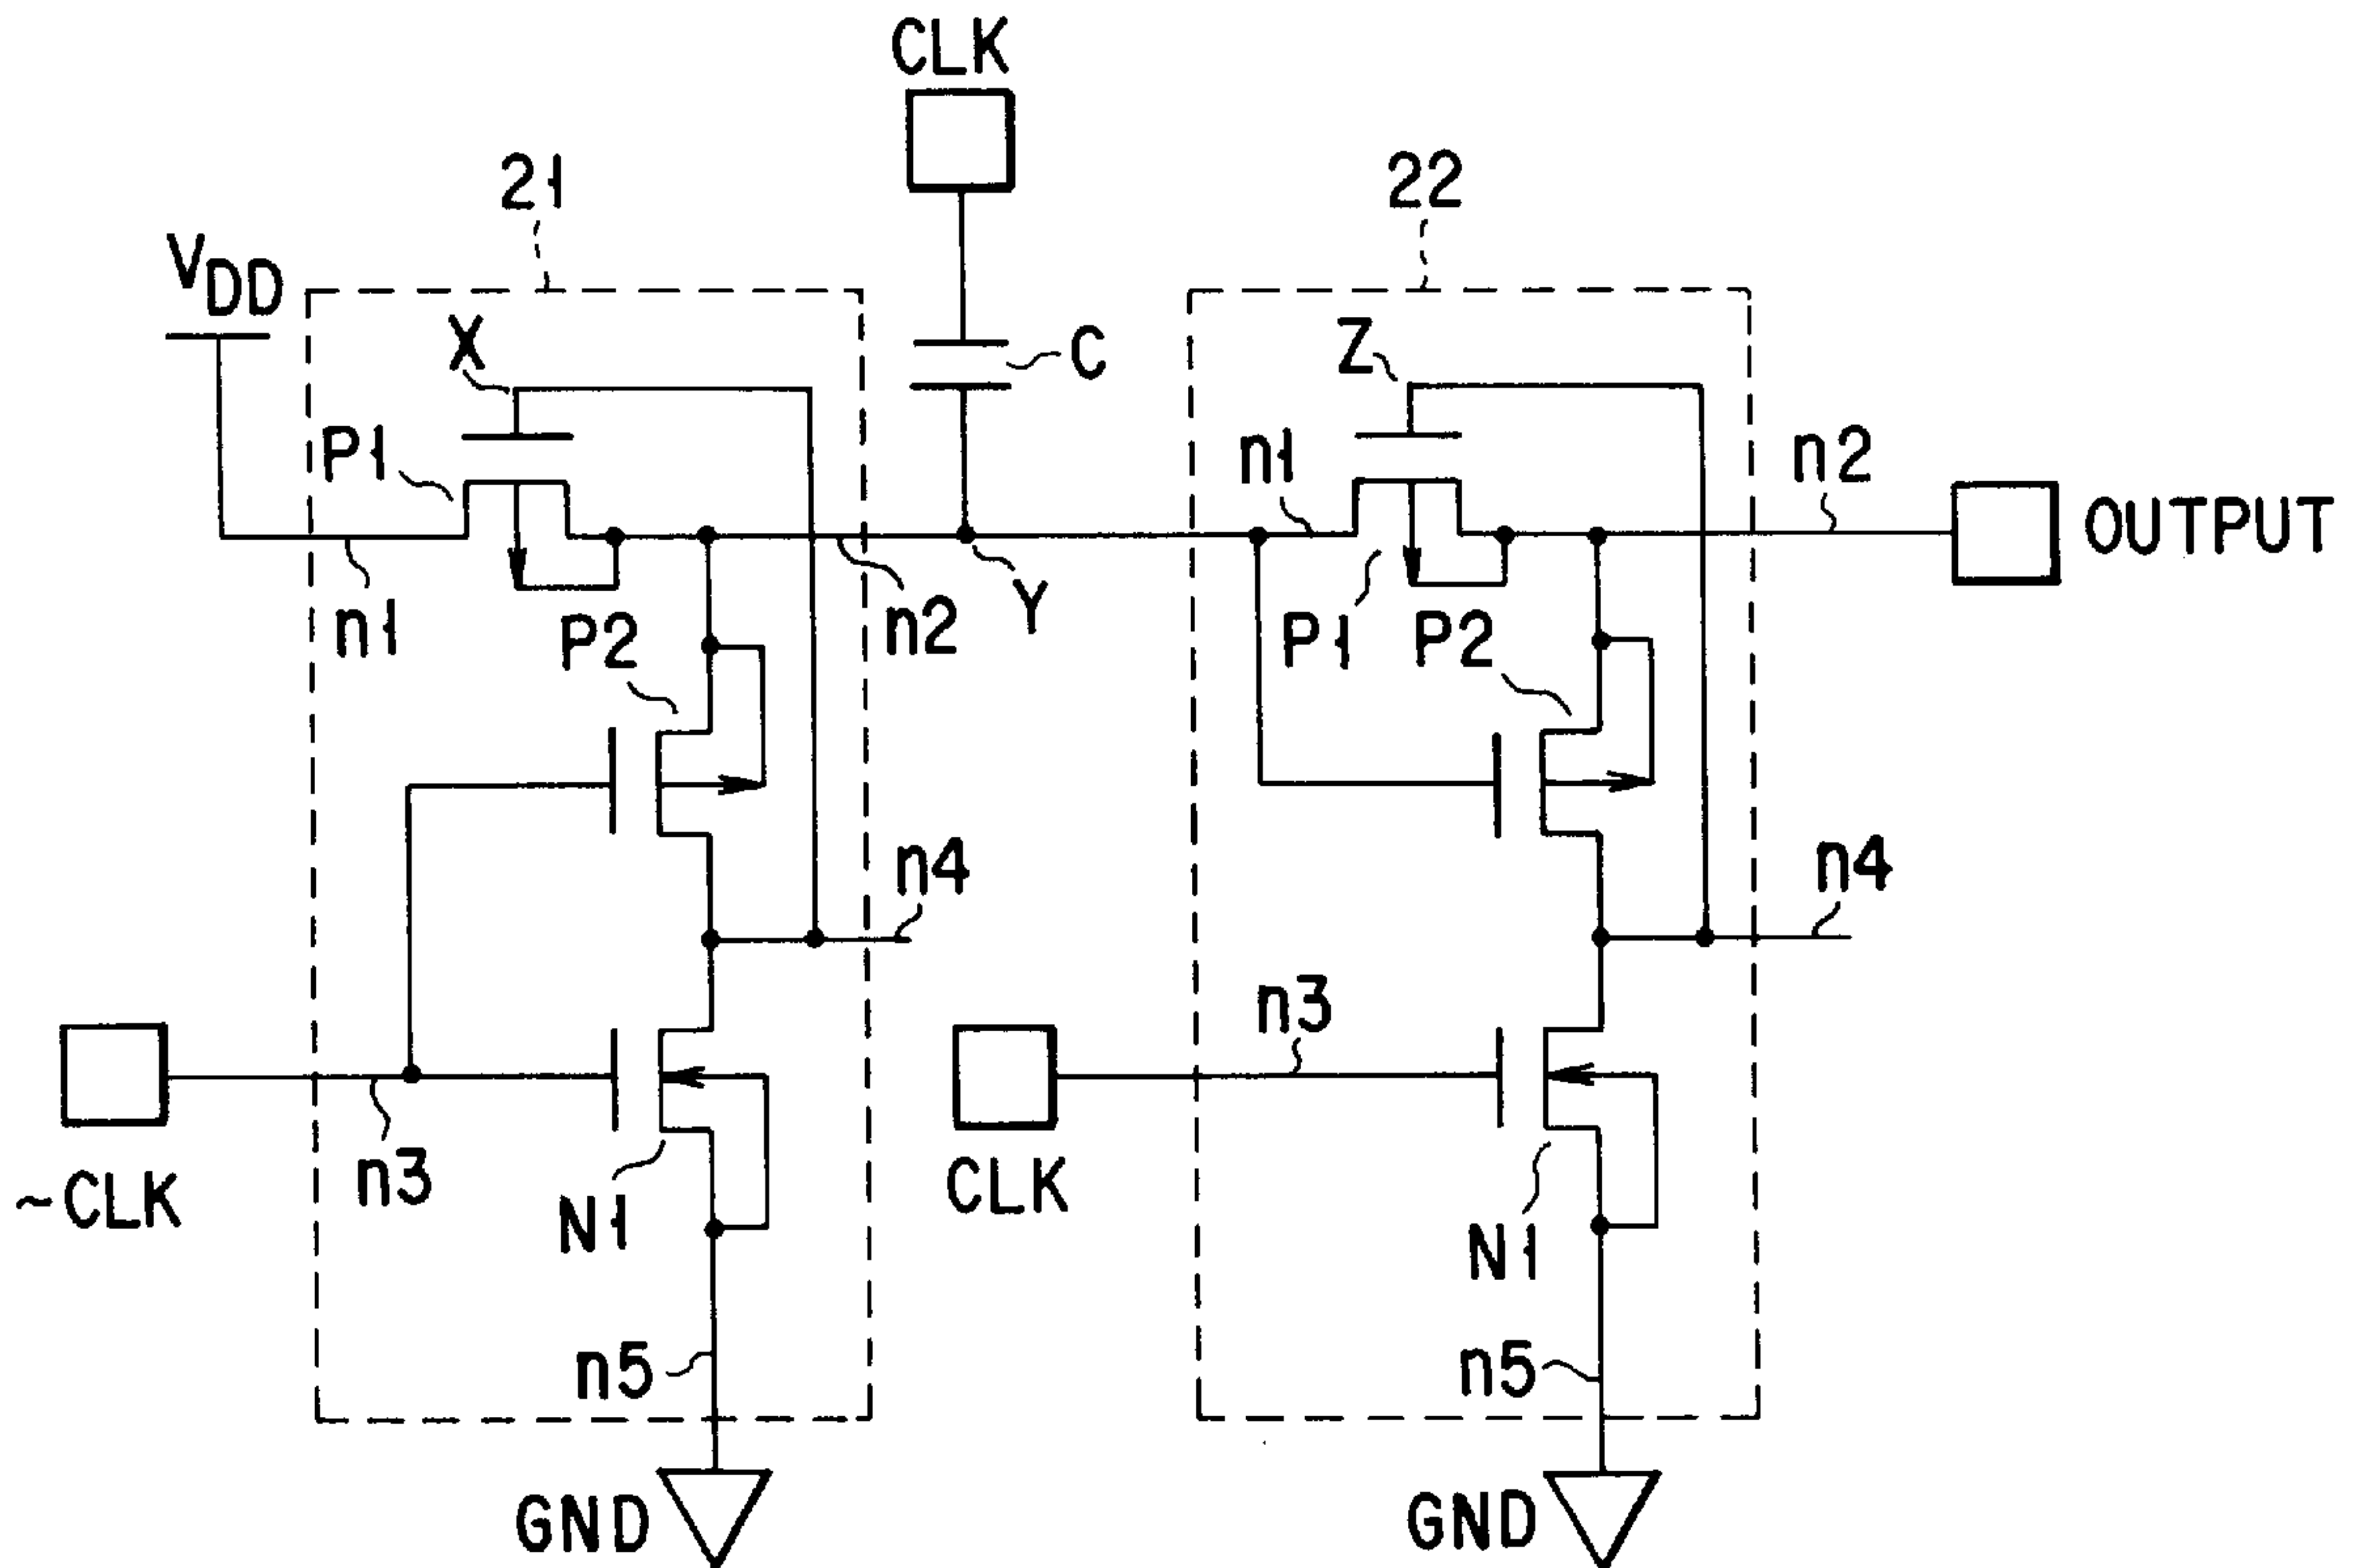 CLK
21
22
VDD
X
C
Z
P1
n1
n2
OUTPUT
n1
P2
n2
Y
P1
P2
n4
n4
n3
~CLK
n3
N1
CLK
N1
n5
n5
GND
GND